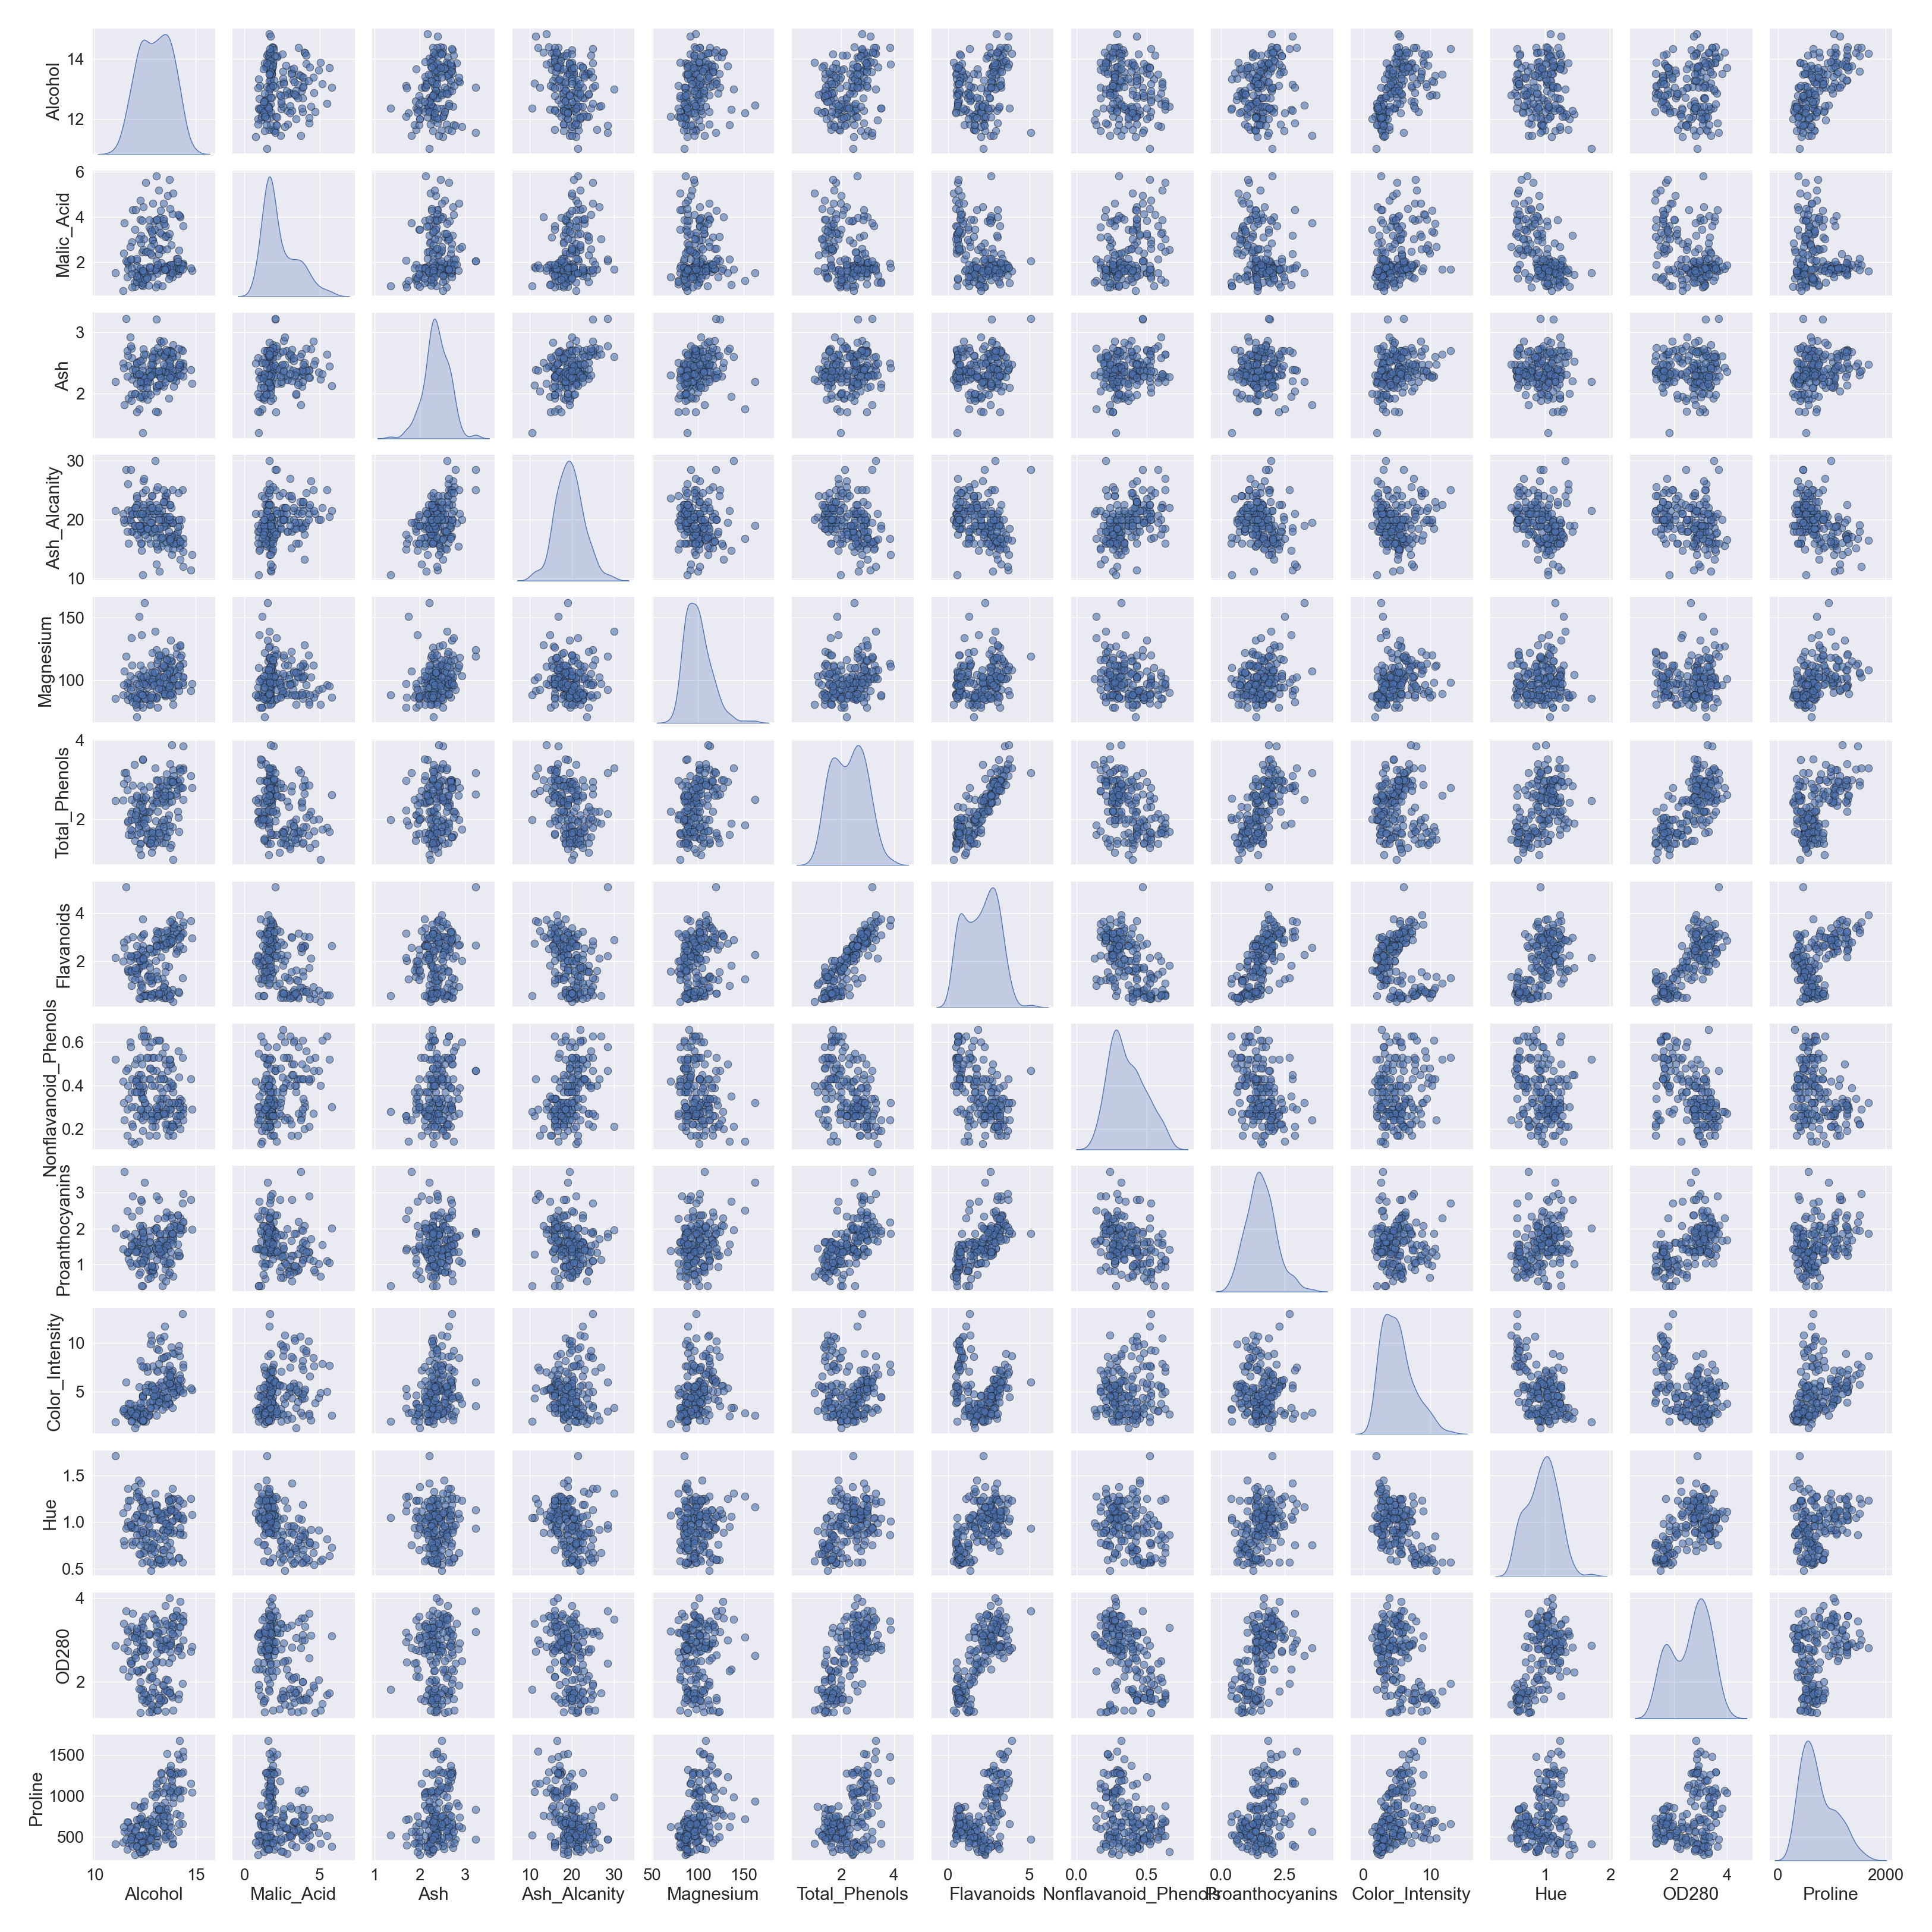 Alcohol
14
12
Malic_Acid
6
4
2
Ash
3
2
Ash_Alcanity
30
20
10
Magnesium
150
100
Total_Phenols
4
2
Flavanoids
4
2
Nonflavanoid_Phenols
0.6
0.4
0.2
Proanthocyanins
3
2
1
Color_Intensity
10
5
Hue
1.5
1.0
0.5
OD280
4
2
Proline
1500
1000
500
10 15 0 5 1 2 3 10 20 30 50 100 150 2 4 0 5 0.0 0.5 0.0 2.5 0 10 1 2 2 4 0 2000
Alcohol Malic_Acid Ash Ash_Alcanity Magnesium Total_Phenols Flavanoids Nonflavanoid_Phenols Proanthocyanins Color_Intensity Hue OD280 Proline